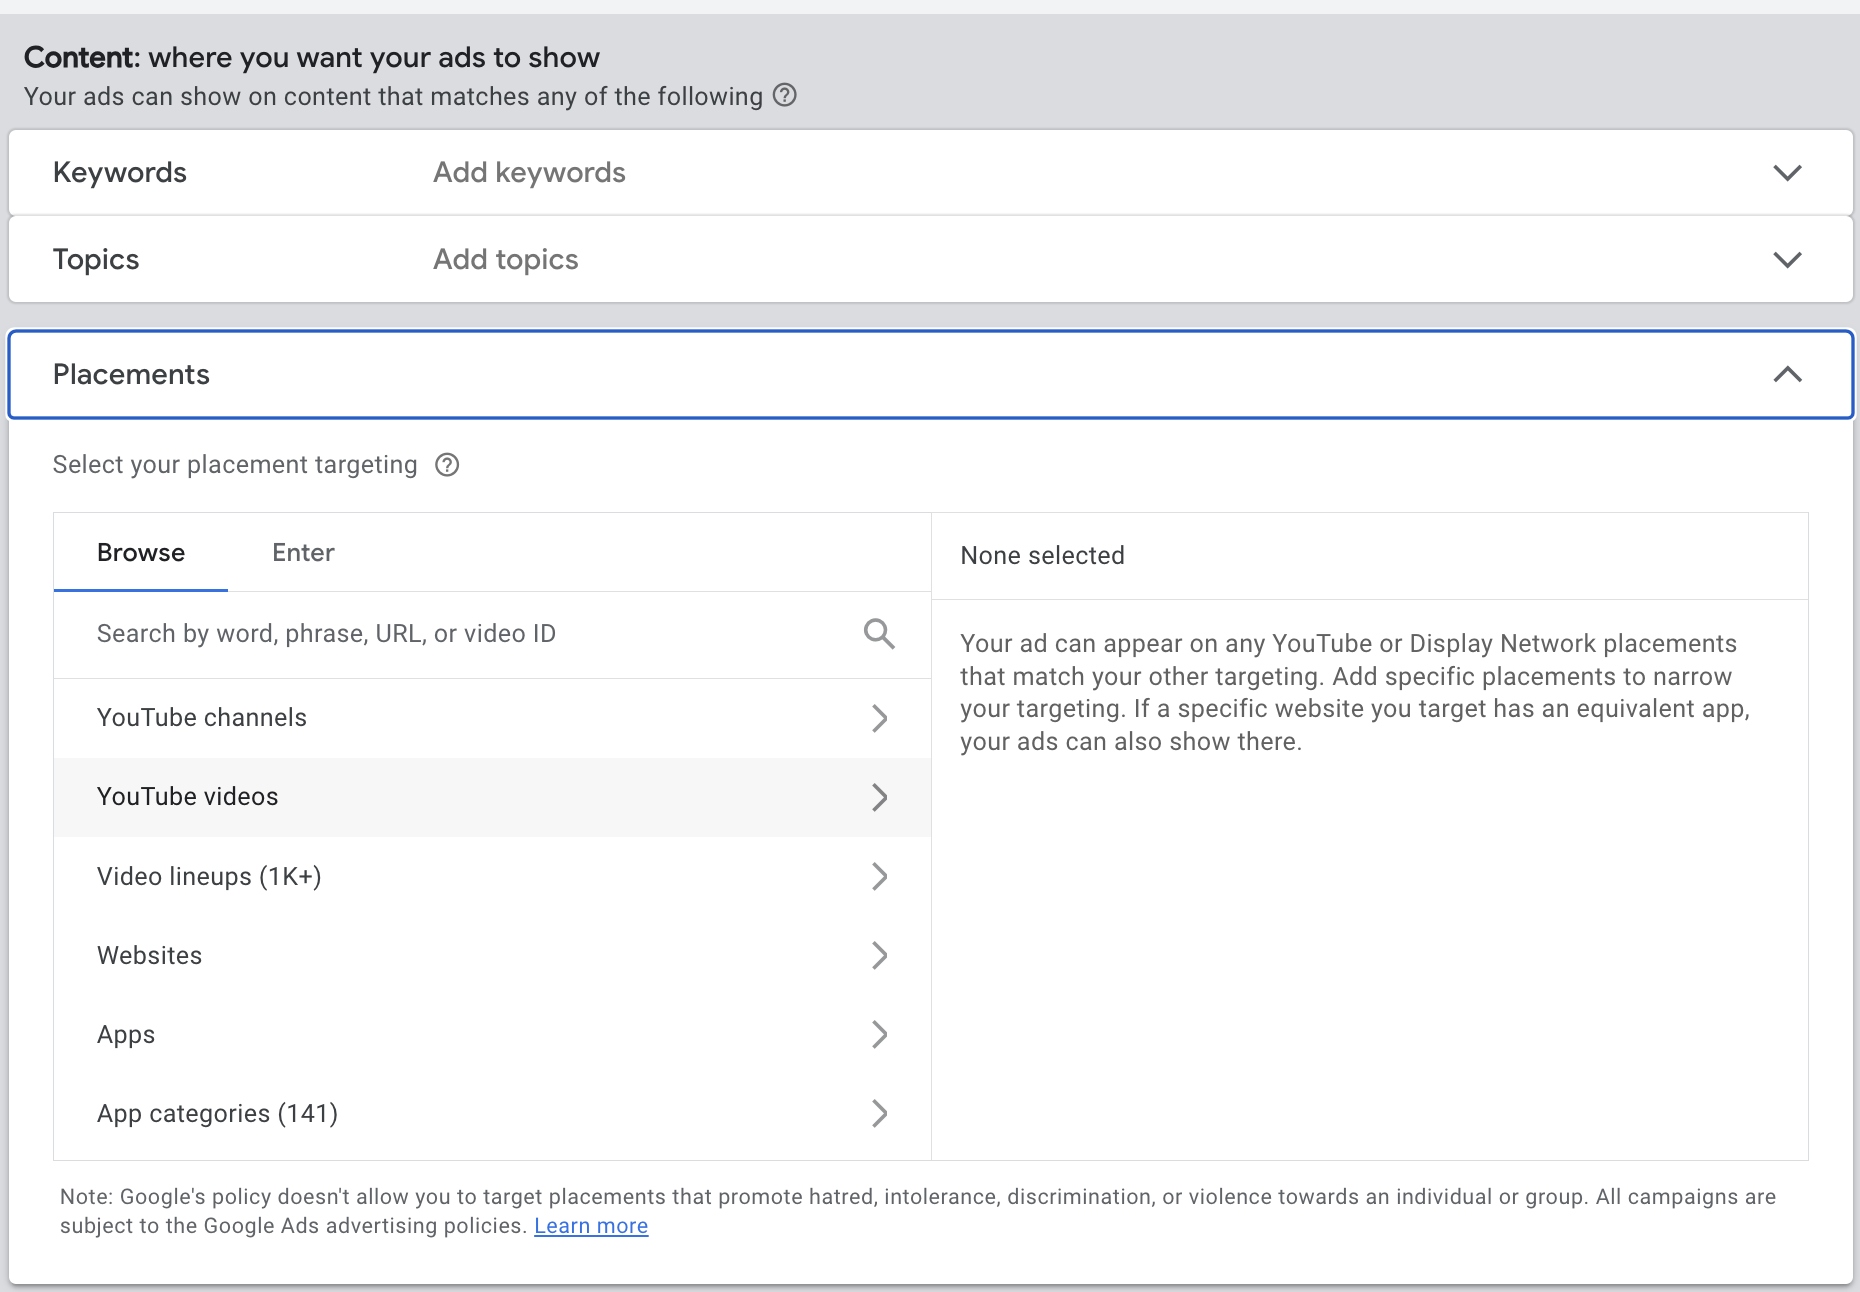 Content: where you want your ads to show
Your ads can show on content that matches any of the following
Keywords Add keywords
Topics Add topics
Placements
Select your placement targeting
Browse Enter
Search by word, phrase, URL, or video ID
YouTube channels
YouTube videos
Video lineups (1K+)
Websites
Apps
App categories (141)
None selected
Your ad can appear on any YouTube or Display Network placements
that match your other targeting. Add specific placements to narrow
your targeting. If a specific website you target has an equivalent app,
your ads can also show there.
Note: Google's policy doesn't allow you to target placements that promote hatred, intolerance, discrimination, or violence towards an individual or group. All campaigns are
subject to the Google Ads advertising policies. Learn more